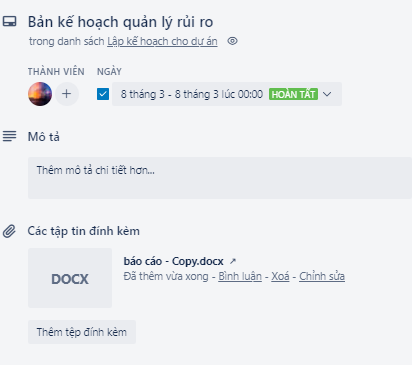 Bản kế hoạch quản lý rủi ro
trong danh sách Lập kế hoạch cho dự án
THÀNH VIÊN NGÀY
+ 8 tháng 3 - 8 tháng 3 lúc 00:00 HOÀN TẤT
Mô tả
Thêm mô tả chi tiết hơn...
Các tập tin đính kèm
DOCX
báo cáo - Copy.docx ↗
Đã thêm vừa xong - Bình luận - Xoá - Chỉnh sửa
Thêm tệp đính kèm